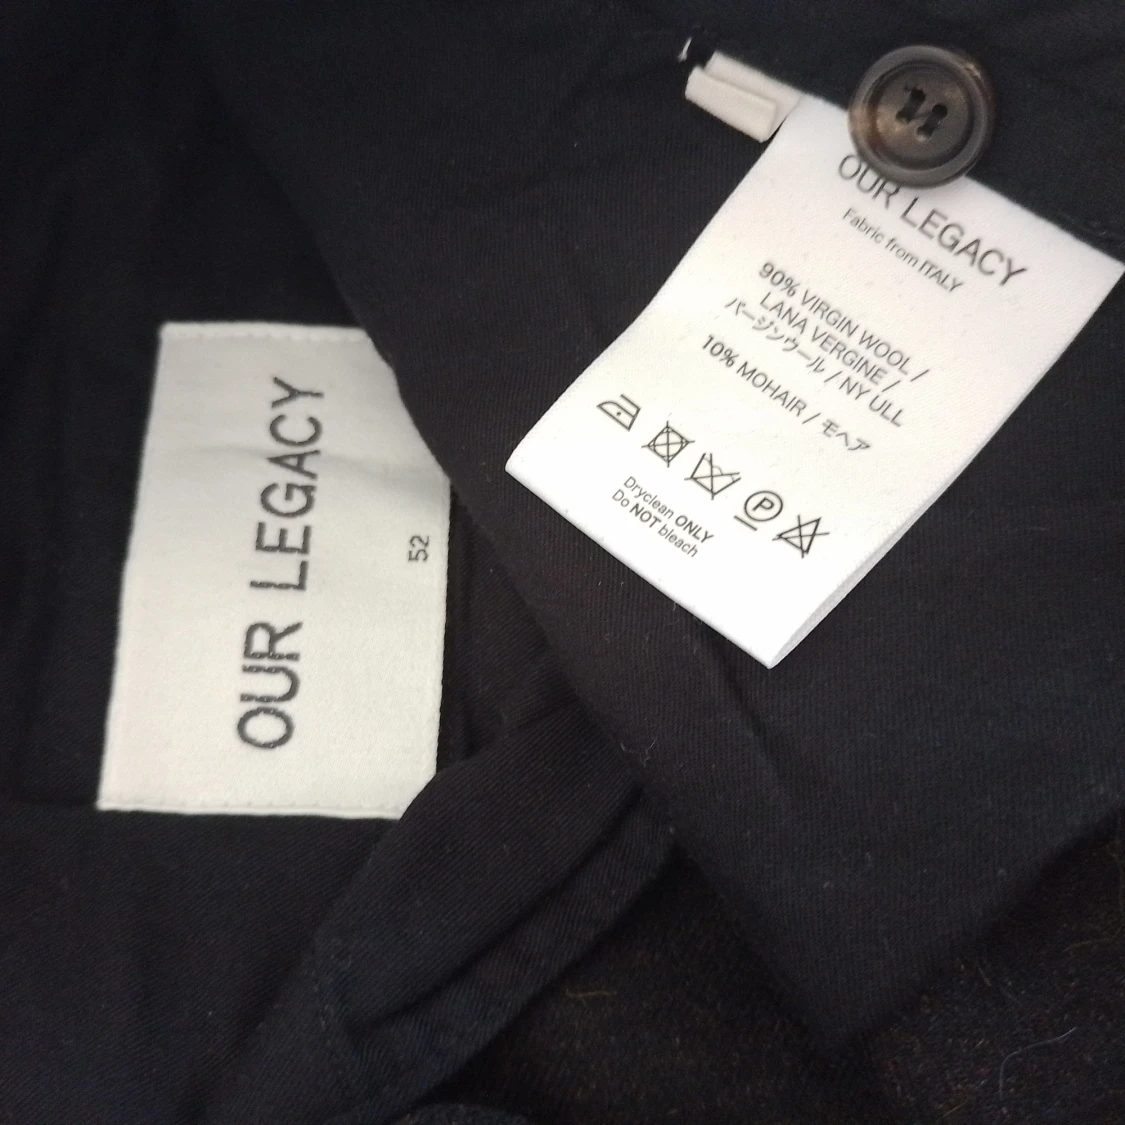 OUR LEGACY
52
OUR LEGACY
Fabric from ITALY
90% VIRGIN WOOL /
LANA VERGINE /
バージンウール / NY ULL
10% MOHAIR / モヘア
P
Dryclean ONLY
Do NOT bleach